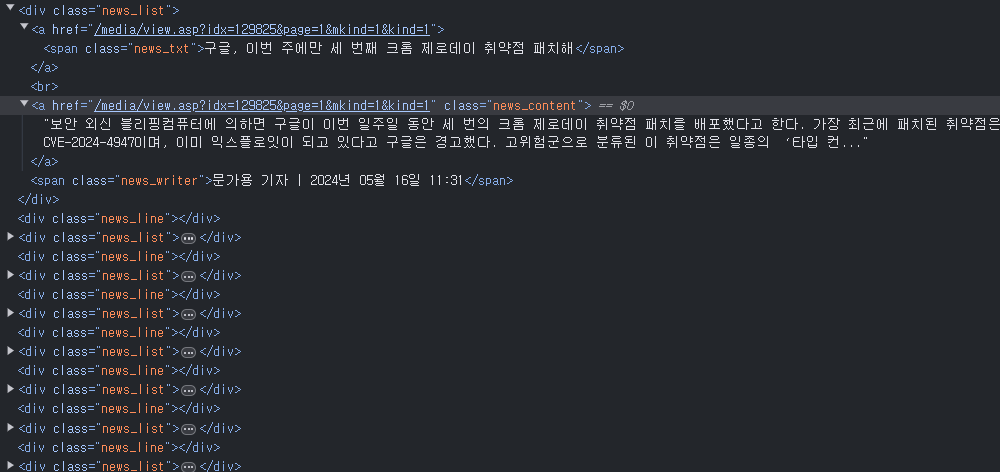 ▼<div class="news_list">
▼<a href="/media/view.asp?idx=129825&page=1&mkind=1&kind=1">
<span class="news_txt">구글, 이번 주에만 세 번째 크롬 제로데이 취약점 패치해</span>
</a>
<br>
▼<a href="/media/view.asp?idx=129825&page=1&mkind=1&kind=1" class="news_content"> == $0
"보안 외신 블리핑컴퓨터에 의하면 구글이 이번 일주일 동안 세 번의 크롬 제로데이 취약점 패치를 배포했다고 한다. 가장 최근에 패치된 취약점은
CVE-2024-4947이며, 이미 익스플로잇이 되고 있다고 구글은 경고했다. 고위험군으로 분류된 이 취약점은 일종의  ‘타입 컨..."
</a>
<span class="news_writer">문가용 기자 | 2024년 05월 16일 11:31</span>
</div>
<div class="news_line"></div>
▶<div class="news_list">…</div>
<div class="news_line"></div>
▶<div class="news_list">…</div>
<div class="news_line"></div>
▶<div class="news_list">…</div>
<div class="news_line"></div>
▶<div class="news_list">…</div>
<div class="news_line"></div>
▶<div class="news_list">…</div>
<div class="news_line"></div>
▶<div class="news_list">…</div>
<div class="news_line"></div>
▶<div class="news_list">…</div>